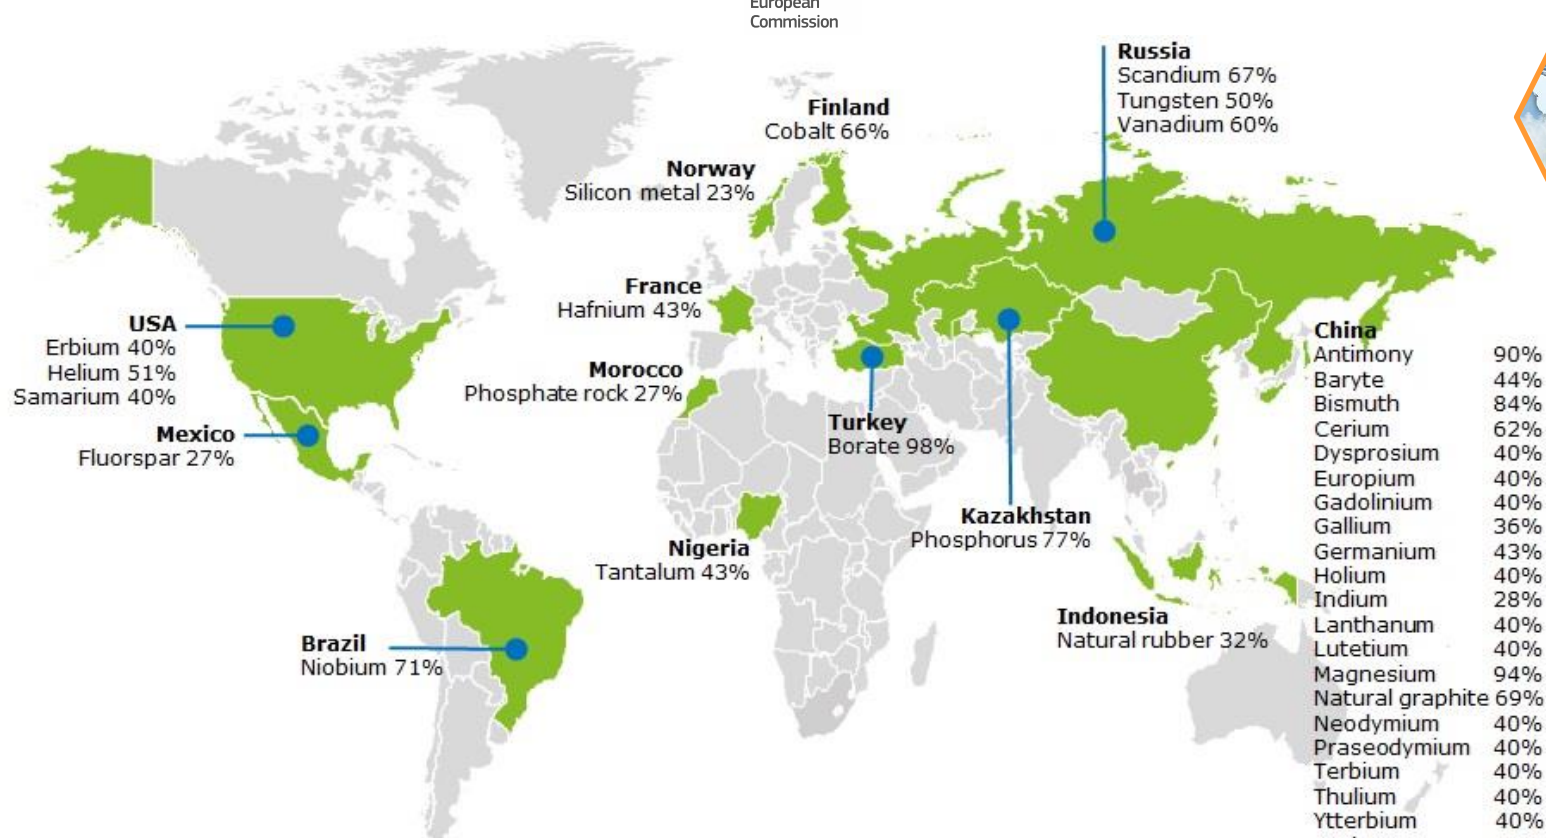 European
Commission
Russia
Scandium 67%
Tungsten 50%
Vanadium 60%
Finland
Cobalt 66%
Norway
Silicon metal 23%
France
Hafnium 43%
USA
Erbium 40%
Helium 51%
Samarium 40%
Morocco
Phosphate rock 27%
Mexico
Fluorspar 27%
Turkey
Borate 98%
Kazakhstan
Phosphorus 77%
Nigeria
Tantalum 43%
Indonesia
Natural rubber 32%
Brazil
Niobium 71%
China
Antimony 90%
Baryte 44%
Bismuth 84%
Cerium 62%
Dysprosium 40%
Europium 40%
Gadolinium 40%
Gallium 36%
Germanium 43%
Holium 40%
Indium 28%
Lanthanum 40%
Lutetium 40%
Magnesium 94%
Natural graphite 69%
Neodymium 40%
Praseodymium 40%
Terbium 40%
Thulium 40%
Ytterbium 40%